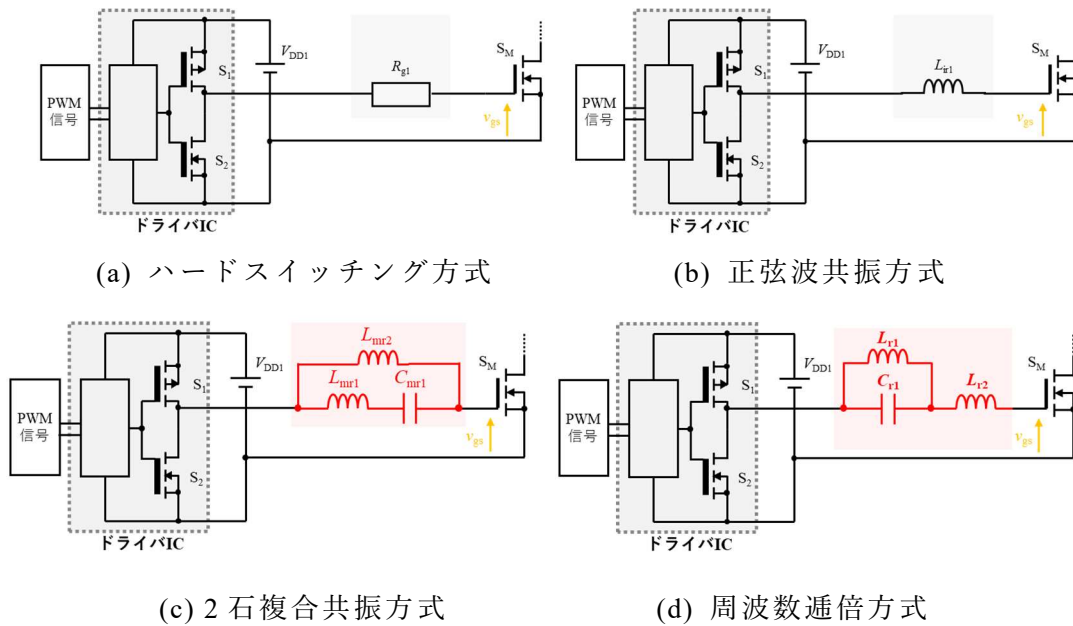 PWM
信号
S1
S2
VDD1
Rg1
SM
vgs
ドライバIC
(a) ハードスイッチング方式
PWM
信号
S1
S2
VDD1
Lir1
SM
vgs
ドライバIC
(b) 正弦波共振方式
PWM
信号
S1
S2
VDD1
Lmr2
Lmr1
Cmr1
SM
vgs
ドライバIC
(c) 2 石複合共振方式
PWM
信号
S1
S2
VDD1
Lr1
Cr1
Lr2
SM
vgs
ドライバIC
(d) 周波数逓倍方式